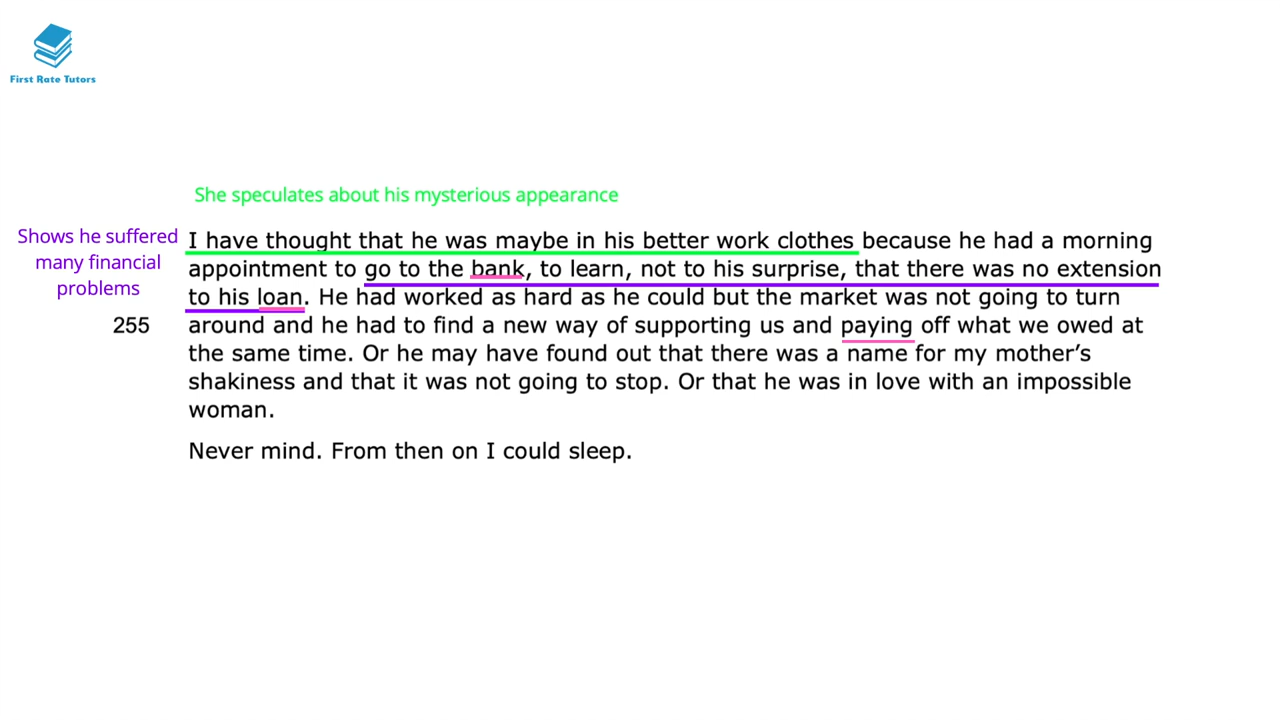 First Rate Tutors
She speculates about his mysterious appearance
Shows he suffered
many financial
problems
I have thought that he was maybe in his better work clothes because he had a morning
appointment to go to the bank, to learn, not to his surprise, that there was no extension
to his loan. He had worked as hard as he could but the market was not going to turn
255
around and he had to find a new way of supporting us and paying off what we owed at
the same time. Or he may have found out that there was a name for my mother’s
shakiness and that it was not going to stop. Or that he was in love with an impossible
woman.
Never mind. From then on I could sleep.